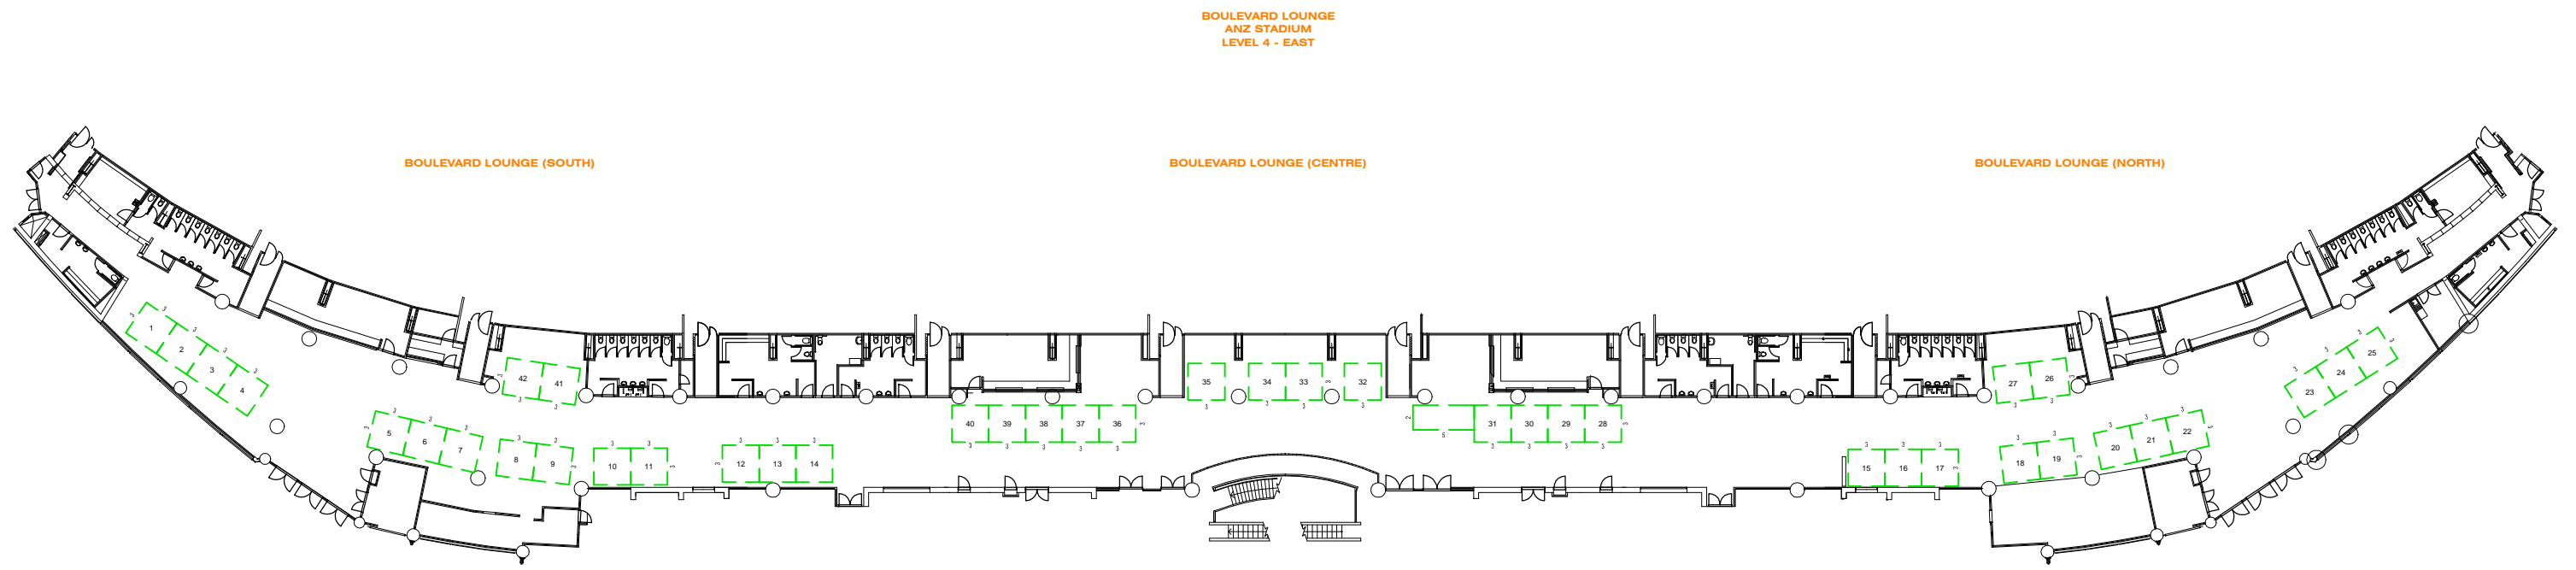 BOULEVARD LOUNGE
ANZ STADIUM
LEVEL 4 - EAST
BOULEVARD LOUNGE (SOUTH)
BOULEVARD LOUNGE (CENTRE)
BOULEVARD LOUNGE (NORTH)
1
2
3
4
42 41
5
6
7
8
9
10 11
12 13 14
40 39 38 37 36
35
34 33
32
2
5
31 30 29 28
27 26
25
24
23
15 16 17
18 19
20 21 22